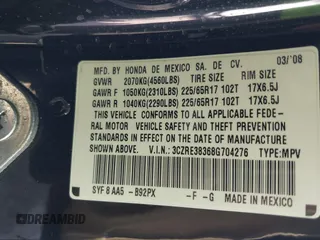 MFD. BY HONDA DE MEXICO SA. DE CV. 03/'08
GVWR 2070KG(4560LBS) TIRE SIZE RIM SIZE
GAWR F 1050KG(2310LBS) 225/65R17 102T 17X6.5J
GAWR R 1040KG(2290LBS) 225/65R17 102T 17X6.5J
THIS VEHICLE CONFORMS TO ALL APPLICABLE FEDE-
RAL MOTOR VEHICLE SAFETY AND THEFT PREVENTION
STANDARDS IN EFFECT ON THE DATE OF MANUFACTURE
SHOWN ABOVE. V.I.N.: 3CZRE38368G704276 TYPE:MPV
SYF 8 AA5 -B92PX -F -G MADE IN MEXICO
DREAMBID